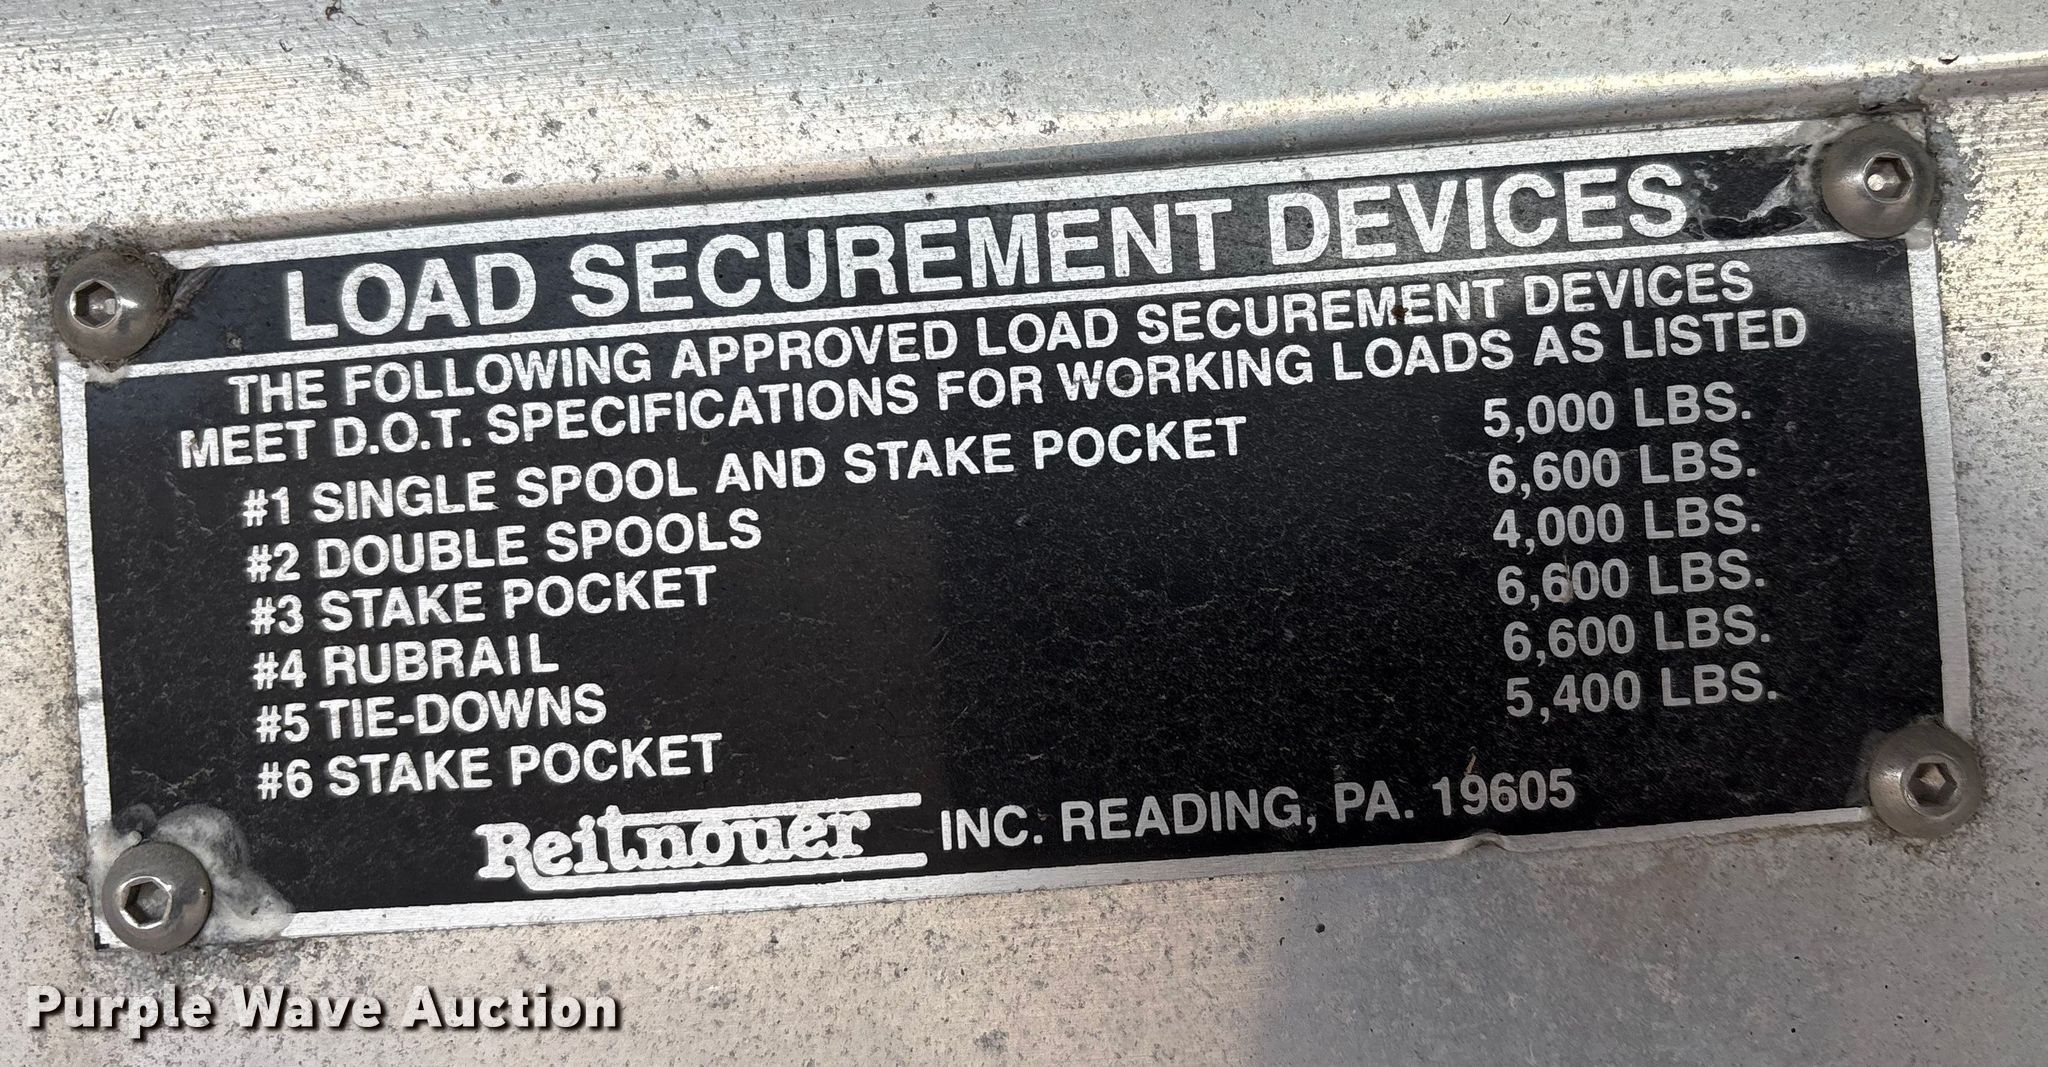 LOAD SECUREMENT DEVICES
THE FOLLOWING APPROVED LOAD SECUREMENT DEVICES
MEET D.O.T. SPECIFICATIONS FOR WORKING LOADS AS LISTED
#1 SINGLE SPOOL AND STAKE POCKET 5,000 LBS.
#2 DOUBLE SPOOLS 6,600 LBS.
#3 STAKE POCKET 4,000 LBS.
#4 RUBRAIL 6,600 LBS.
#5 TIE-DOWNS 6,600 LBS.
#6 STAKE POCKET 5,400 LBS.
Reitnouer INC. READING, PA. 19605
Purple Wave Auction